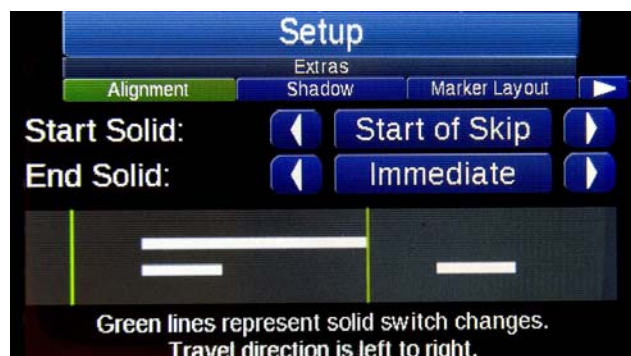 Setup
Extras
Alignment Shadow Marker Layout
Start Solid: Start of Skip
End Solid: Immediate
Green lines represent solid switch changes.
Travel direction is left to right.